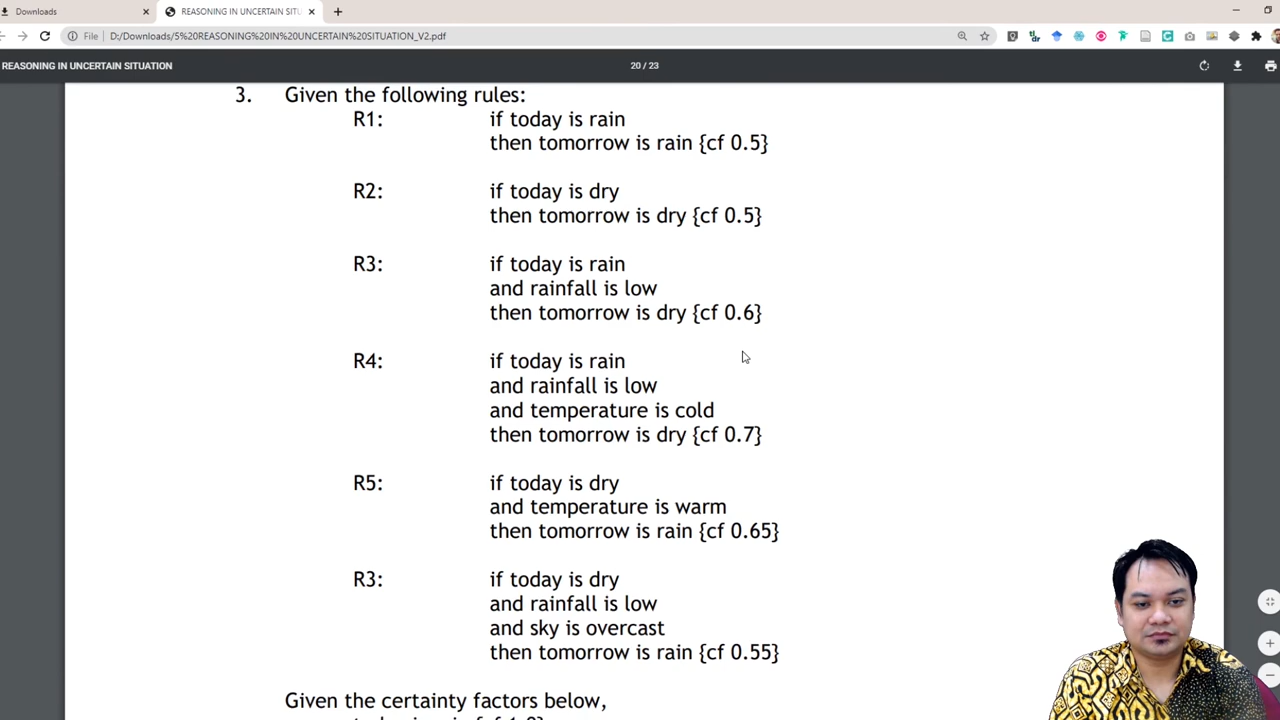 Downloads
REASONING IN UNCERTAIN SITU
File
D:/Downloads/5%20REASONING%20IN%20UNCERTAIN%20SITUATION_V2.pdf
REASONING IN UNCERTAIN SITUATION
20 / 23
3. Given the following rules:
R1: if today is rain
then tomorrow is rain {cf 0.5}
R2: if today is dry
then tomorrow is dry {cf 0.5}
R3: if today is rain
and rainfall is low
then tomorrow is dry {cf 0.6}
R4: if today is rain
and rainfall is low
and temperature is cold
then tomorrow is dry {cf 0.7}
R5: if today is dry
and temperature is warm
then tomorrow is rain {cf 0.65}
R3: if today is dry
and rainfall is low
and sky is overcast
then tomorrow is rain {cf 0.55}
Given the certainty factors below,